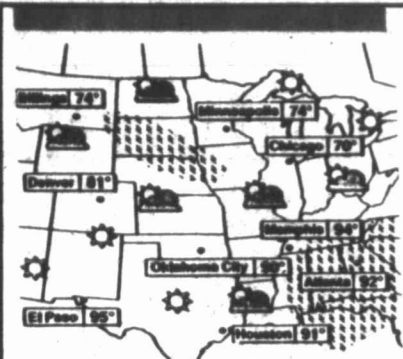 Billings 74°
Minneapolis 74°
Chicago 70°
Denver 81°
Memphis 94°
Oklahoma City 90°
Atlanta 92°
El Paso 95°
Houston 91°